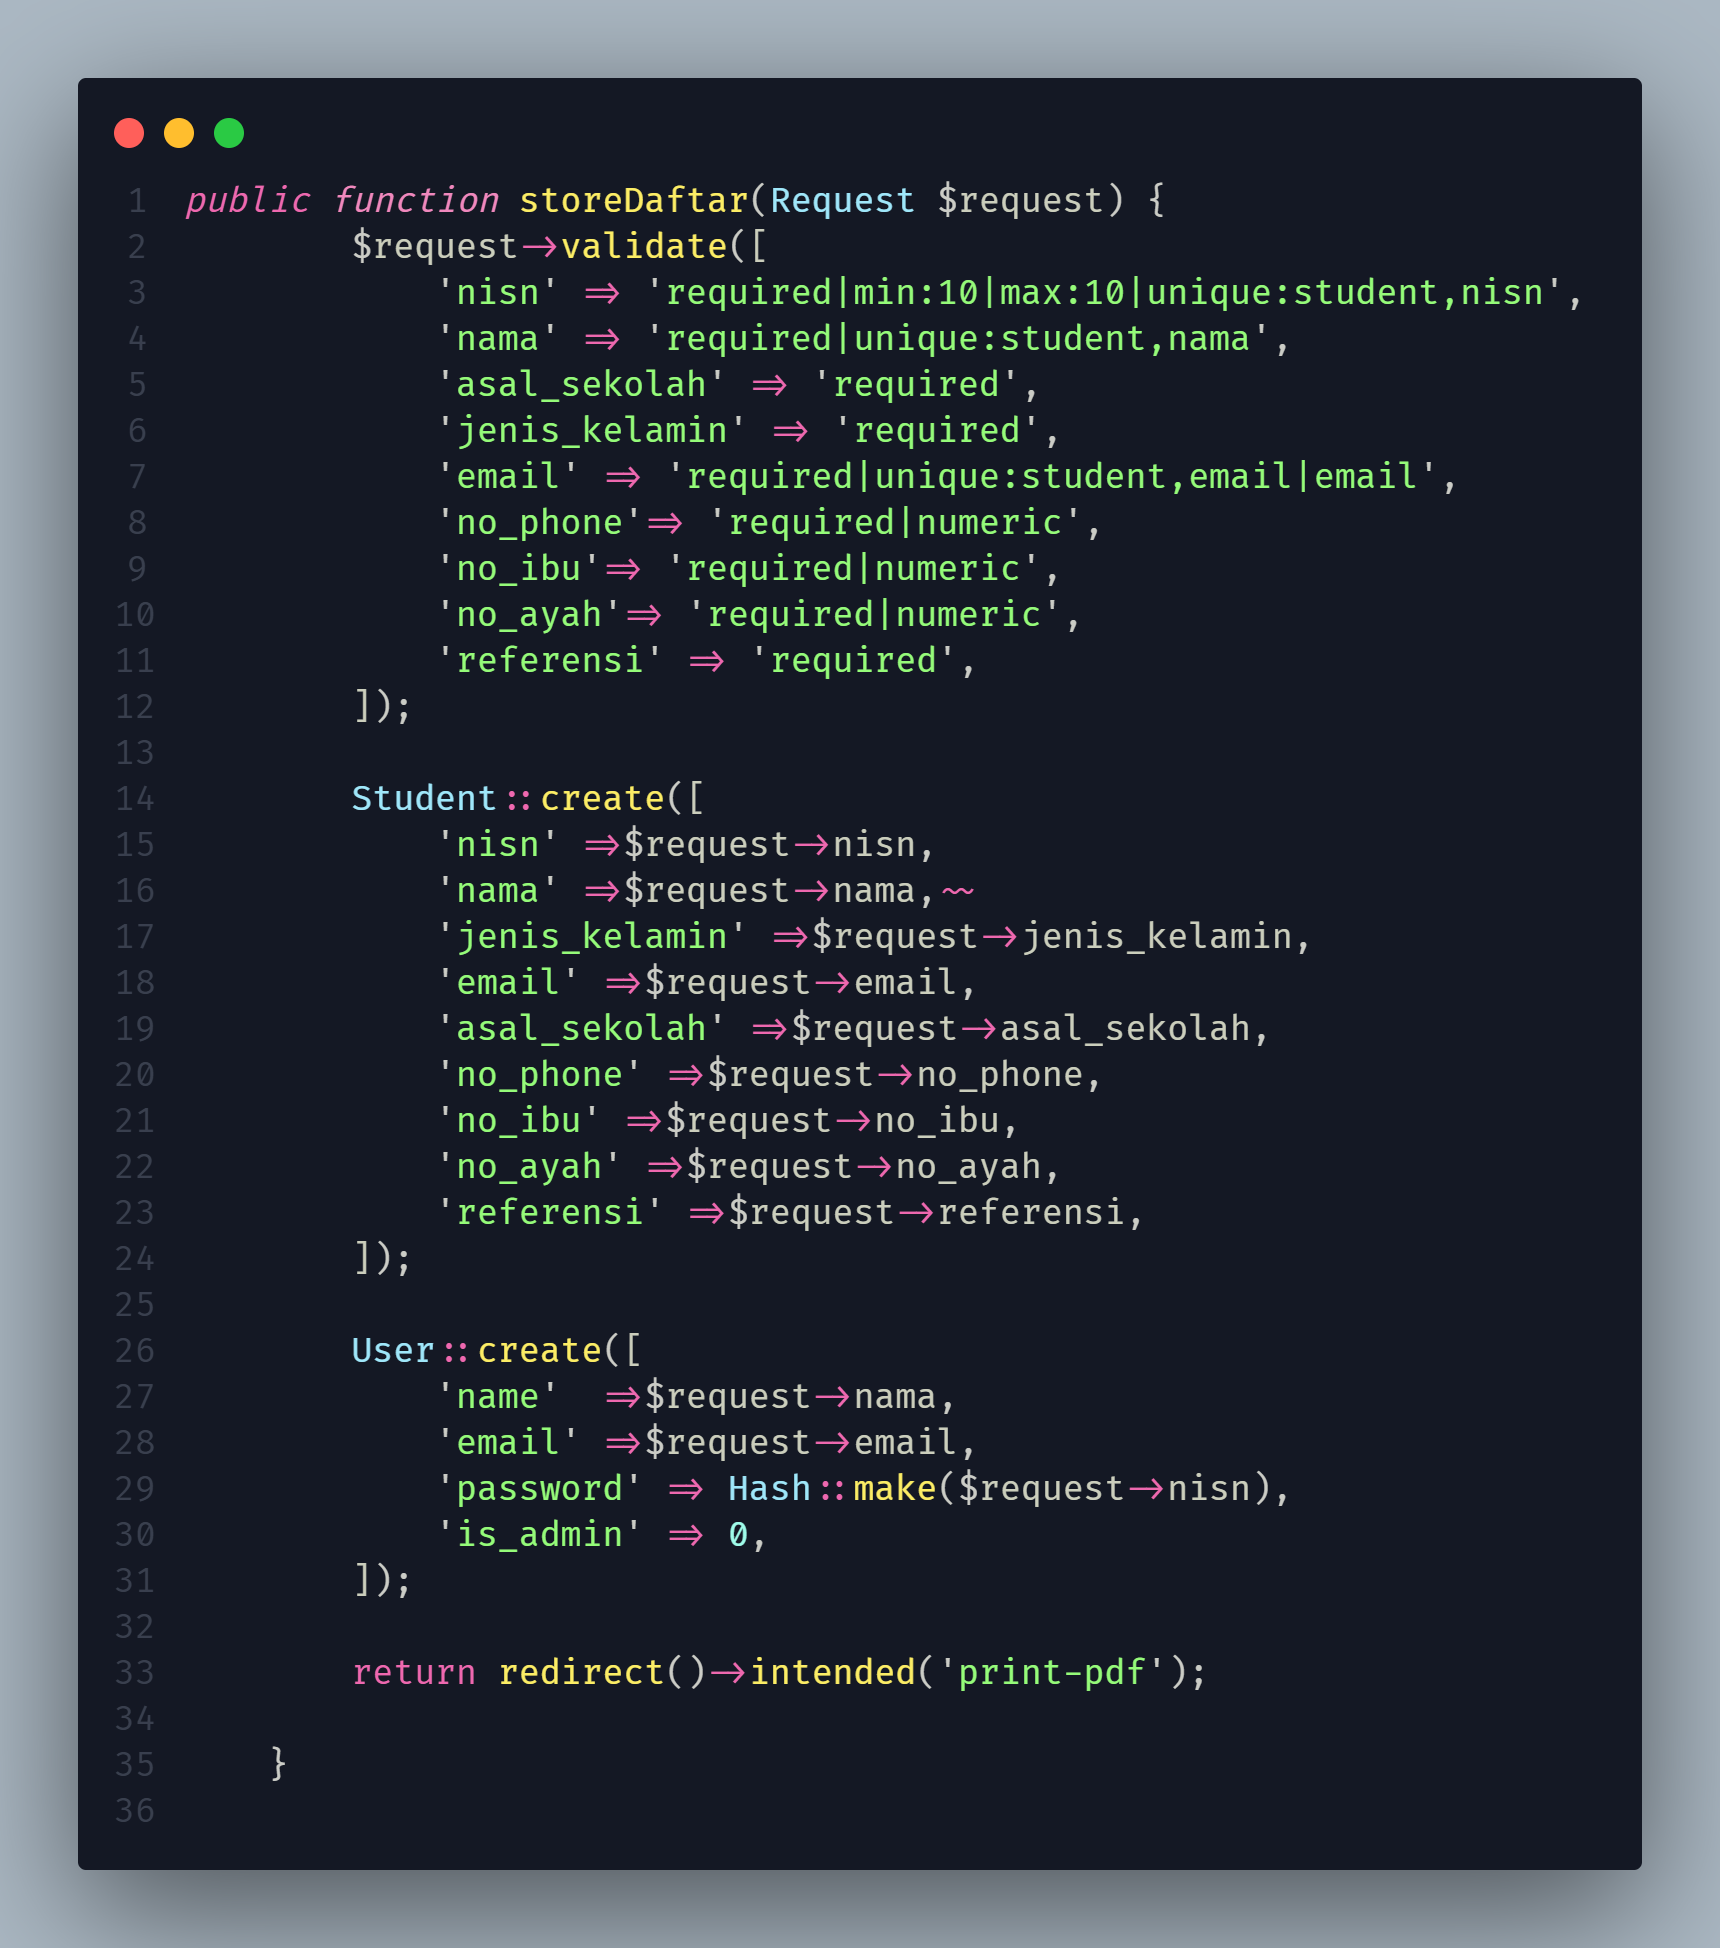 1 public function storeDaftar(Request $request) {
2         $request->validate([
3             'nisn' => 'required|min:10|max:10|unique:student,nisn',
4             'nama' => 'required|unique:student,nama',
5             'asal_sekolah' => 'required',
6             'jenis_kelamin' => 'required',
7             'email' => 'required|unique:student,email|email',
8             'no_phone'=> 'required|numeric',
9             'no_ibu'=> 'required|numeric',
10             'no_ayah'=> 'required|numeric',
11             'referensi' => 'required',
12         ]);
13
14         Student::create([
15             'nisn' =>$request->nisn,
16             'nama' =>$request->nama,~~
17             'jenis_kelamin' =>$request->jenis_kelamin,
18             'email' =>$request->email,
19             'asal_sekolah' =>$request->asal_sekolah,
20             'no_phone' =>$request->no_phone,
21             'no_ibu' =>$request->no_ibu,
22             'no_ayah' =>$request->no_ayah,
23             'referensi' =>$request->referensi,
24         ]);
25
26         User::create([
27             'name'  =>$request->nama,
28             'email' =>$request->email,
29             'password' => Hash::make($request->nisn),
30             'is_admin' => 0,
31         ]);
32
33         return redirect()->intended('print-pdf');
34
35     }
36